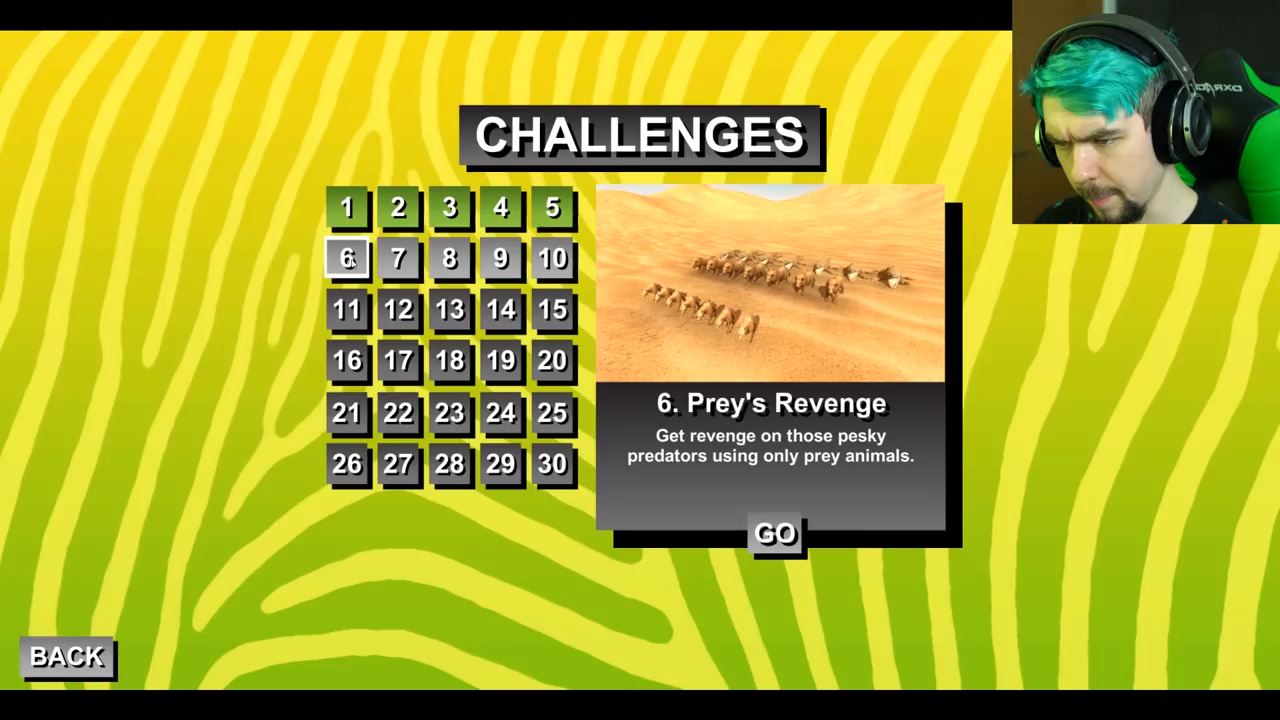 CHALLENGES
1 2 3 4 5
6 7 8 9 10
11 12 13 14 15
16 17 18 19 20
21 22 23 24 25
26 27 28 29 30
6. Prey's Revenge
Get revenge on those pesky
predators using only prey animals.
GO
BACK